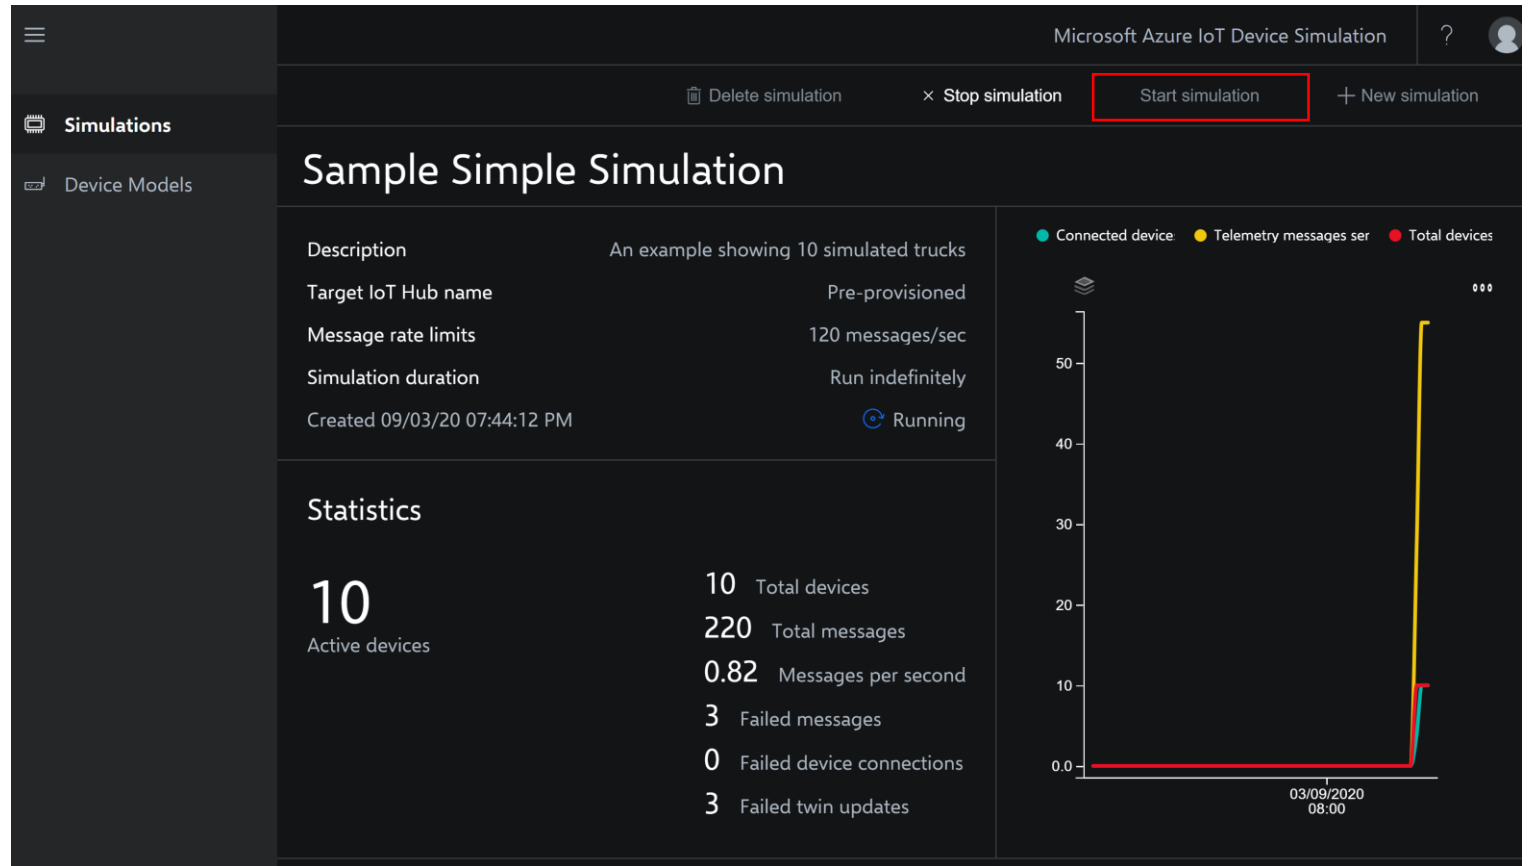 Microsoft Azure IoT Device Simulation
?
Delete simulation
× Stop simulation
Start simulation
+ New simulation
Simulations
Device Models
Sample Simple Simulation
Description An example showing 10 simulated trucks
Target IoT Hub name Pre-provisioned
Message rate limits 120 messages/sec
Simulation duration Run indefinitely
Created 09/03/20 07:44:12 PM Running
Statistics
10
Active devices
10 Total devices
220 Total messages
0.82 Messages per second
3 Failed messages
0 Failed device connections
3 Failed twin updates
Connected device Telemetry messages ser Total devices
50
40
30
20
10
0.0
03/09/2020
08:00